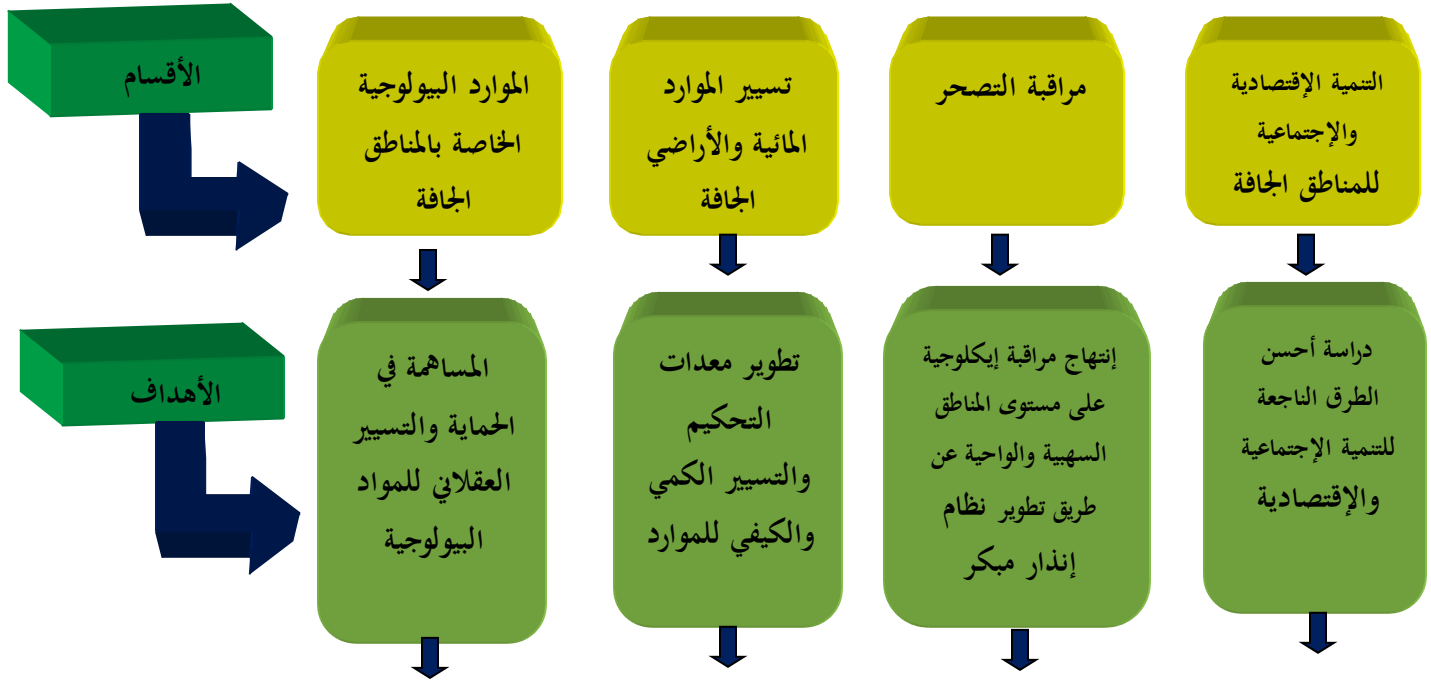 الأقسام
الموارد البيولوجية
الخاصة بالمناطق
الجافة
تسيير الموارد
المائية والأراضي
الجافة
مراقبة التصحر
التنمية الإقتصادية
والإجتماعية
للمناطق الجافة
الأهداف
المساهمة في
الحماية والتسيير
العقلاني للمواد
البيولوجية
تطوير معدات
التحكيم
والتسيير الكمي
والكيفي للموارد
إنتهاج مراقبة إيكلوجية
على مستوى المناطق
السهبية والواحية عن
طريق تطوير نظام
إنذار مبكر
دراسة أحسن
الطرق الناجعة
للتنمية الإجتماعية
والإقتصادية